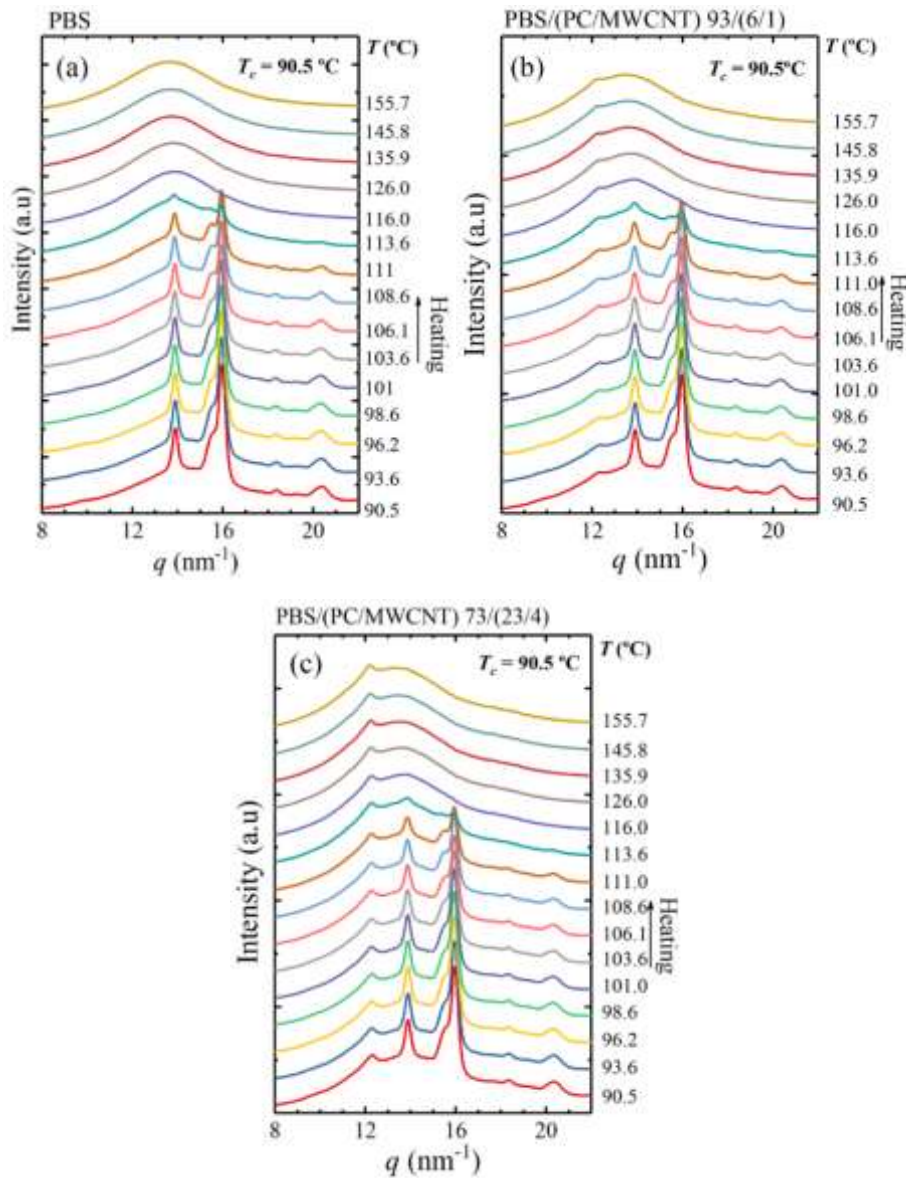 PBS
(a)
T_c = 90.5 ºC
T (ºC)
155.7
145.8
135.9
126.0
116.0
113.6
111
108.6
106.1
103.6
101
98.6
96.2
93.6
90.5
Heating
Intensity (a.u)
8 12 16 20
q (nm⁻¹)
PBS/(PC/MWCNT) 93/(6/1)
(b)
T_c = 90.5ºC
T (ºC)
155.7
145.8
135.9
126.0
116.0
113.6
111.0
108.6
106.1
103.6
101.0
98.6
96.2
93.6
90.5
Heating
Intensity (a.u)
8 12 16 20
q (nm⁻¹)
PBS/(PC/MWCNT) 73/(23/4)
(c)
T_c = 90.5 ºC
T (ºC)
155.7
145.8
135.9
126.0
116.0
113.6
111.0
108.6
106.1
103.6
101.0
98.6
96.2
93.6
90.5
Heating
Intensity (a.u)
8 12 16 20
q (nm⁻¹)